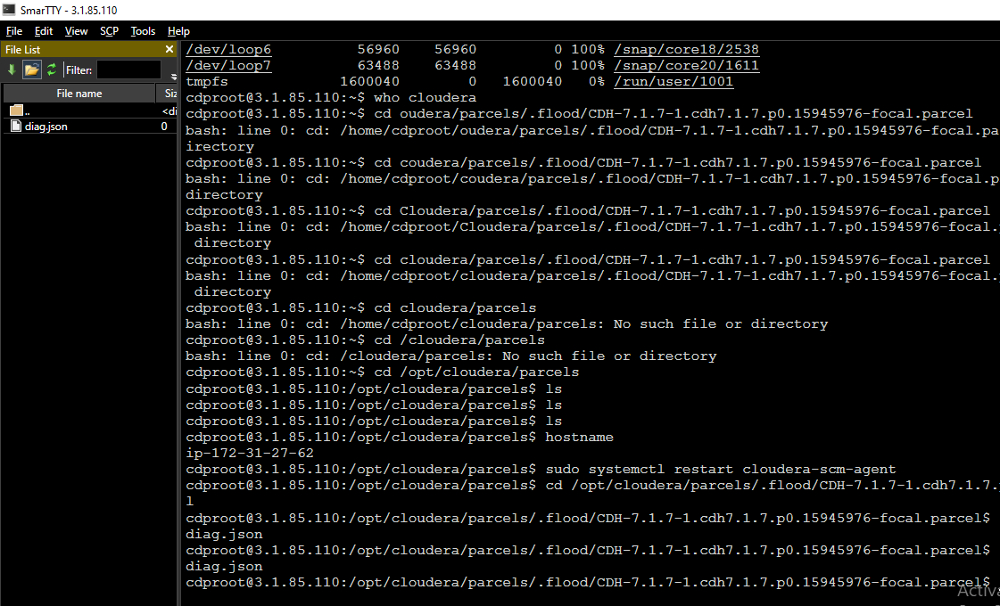 SmarTTY - 3.1.85.110
File Edit View SCP Tools Help
File List
Filter:
File name Siz
.. <di
diag.json 0
/dev/loop6 56960 56960 0 100% /snap/core18/2538
/dev/loop7 63488 63488 0 100% /snap/core20/1611
tmpfs 1600040 0 1600040 0% /run/user/1001
cdproot@3.1.85.110:~$ who cloudera
cdproot@3.1.85.110:~$ cd oudera/parcels/.flood/CDH-7.1.7-1.cdh7.1.7.p0.15945976-focal.parcel
bash: line 0: cd: /home/cdproot/oudera/parcels/.flood/CDH-7.1.7-1.cdh7.1.7.p0.15945976-focal.pa
irectory
cdproot@3.1.85.110:~$ cd coudera/parcels/.flood/CDH-7.1.7-1.cdh7.1.7.p0.15945976-focal.parcel
bash: line 0: cd: /home/cdproot/coudera/parcels/.flood/CDH-7.1.7-1.cdh7.1.7.p0.15945976-focal.p
directory
cdproot@3.1.85.110:~$ cd Cloudera/parcels/.flood/CDH-7.1.7-1.cdh7.1.7.p0.15945976-focal.parcel
bash: line 0: cd: /home/cdproot/Cloudera/parcels/.flood/CDH-7.1.7-1.cdh7.1.7.p0.15945976-focal.
directory
cdproot@3.1.85.110:~$ cd cloudera/parcels/.flood/CDH-7.1.7-1.cdh7.1.7.p0.15945976-focal.parcel
bash: line 0: cd: /home/cdproot/cloudera/parcels/.flood/CDH-7.1.7-1.cdh7.1.7.p0.15945976-focal.
directory
cdproot@3.1.85.110:~$ cd cloudera/parcels
bash: line 0: cd: /home/cdproot/cloudera/parcels: No such file or directory
cdproot@3.1.85.110:~$ cd /cloudera/parcels
bash: line 0: cd: /cloudera/parcels: No such file or directory
cdproot@3.1.85.110:~$ cd /opt/cloudera/parcels
cdproot@3.1.85.110:/opt/cloudera/parcels$ ls
cdproot@3.1.85.110:/opt/cloudera/parcels$ ls
cdproot@3.1.85.110:/opt/cloudera/parcels$ ls
cdproot@3.1.85.110:/opt/cloudera/parcels$ hostname
ip-172-31-27-62
cdproot@3.1.85.110:/opt/cloudera/parcels$ sudo systemctl restart cloudera-scm-agent
cdproot@3.1.85.110:/opt/cloudera/parcels$ cd /opt/cloudera/parcels/.flood/CDH-7.1.7-1.cdh7.1.7.
l
cdproot@3.1.85.110:/opt/cloudera/parcels/.flood/CDH-7.1.7-1.cdh7.1.7.p0.15945976-focal.parcel$
diag.json
cdproot@3.1.85.110:/opt/cloudera/parcels/.flood/CDH-7.1.7-1.cdh7.1.7.p0.15945976-focal.parcel$
diag.json
cdproot@3.1.85.110:/opt/cloudera/parcels/.flood/CDH-7.1.7-1.cdh7.1.7.p0.15945976-focal.parcel$
Activa